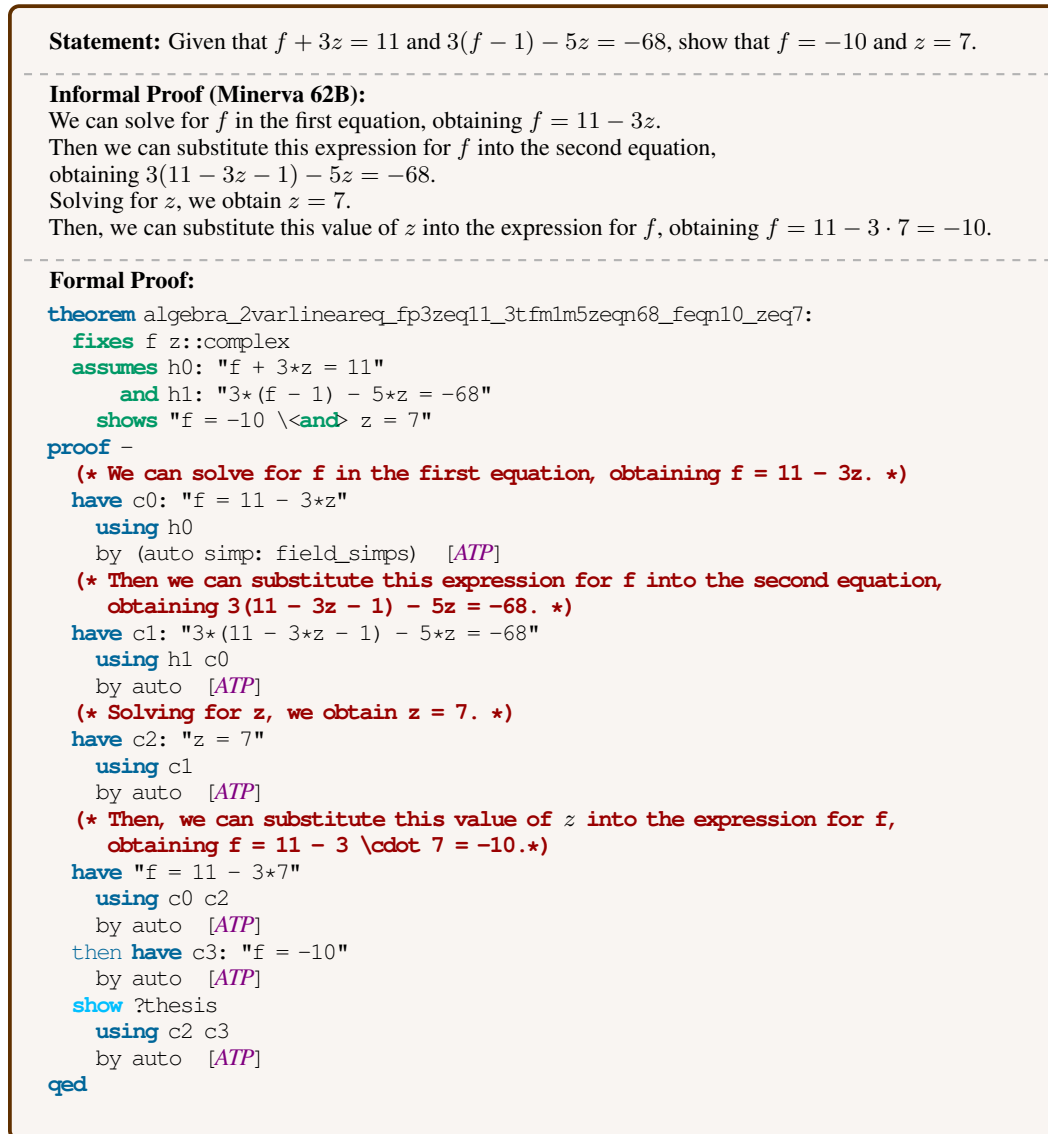 Statement: Given that f + 3z = 11 and 3(f − 1) − 5z = −68, show that f = −10 and z = 7.
Informal Proof (Minerva 62B):
We can solve for f in the first equation, obtaining f = 11 − 3z.
Then we can substitute this expression for f into the second equation,
obtaining 3(11 − 3z − 1) − 5z = −68.
Solving for z, we obtain z = 7.
Then, we can substitute this value of z into the expression for f, obtaining f = 11 − 3 · 7 = −10.
Formal Proof:
theorem algebra_2varlineareq_fp3zeq11_3tfm1m5zeqn68_feqn10_zeq7:
fixes f z::complex
assumes h0: "f + 3*z = 11"
and h1: "3*(f - 1) - 5*z = -68"
shows "f = -10 \<and> z = 7"
proof -
(* We can solve for f in the first equation, obtaining f = 11 - 3z. *)
have c0: "f = 11 - 3*z"
using h0
by (auto simp: field_simps) [ATP]
(* Then we can substitute this expression for f into the second equation,
obtaining 3(11 - 3z - 1) - 5z = -68. *)
have c1: "3*(11 - 3*z - 1) - 5*z = -68"
using h1 c0
by auto [ATP]
(* Solving for z, we obtain z = 7. *)
have c2: "z = 7"
using c1
by auto [ATP]
(* Then, we can substitute this value of z into the expression for f,
obtaining f = 11 - 3 \cdot 7 = -10.*)
have "f = 11 - 3*7"
using c0 c2
by auto [ATP]
then have c3: "f = -10"
by auto [ATP]
show ?thesis
using c2 c3
by auto [ATP]
qed